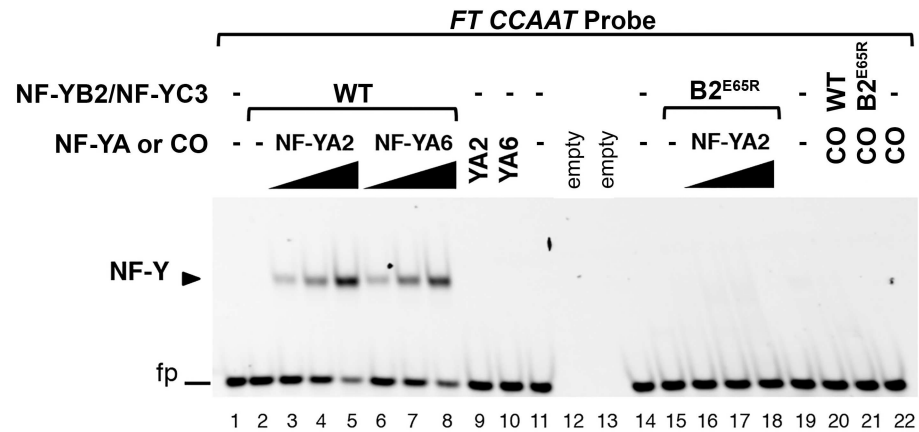 FT CCAAT Probe
NF-YB2/NF-YC3 - WT - - - B2E65R - WT B2E65R -
NF-YA or CO - - NF-YA2 NF-YA6 YA2 YA6 - empty empty - - NF-YA2 - CO CO CO
NF-Y
fp
1 2 3 4 5 6 7 8 9 10 11 12 13 14 15 16 17 18 19 20 21 22